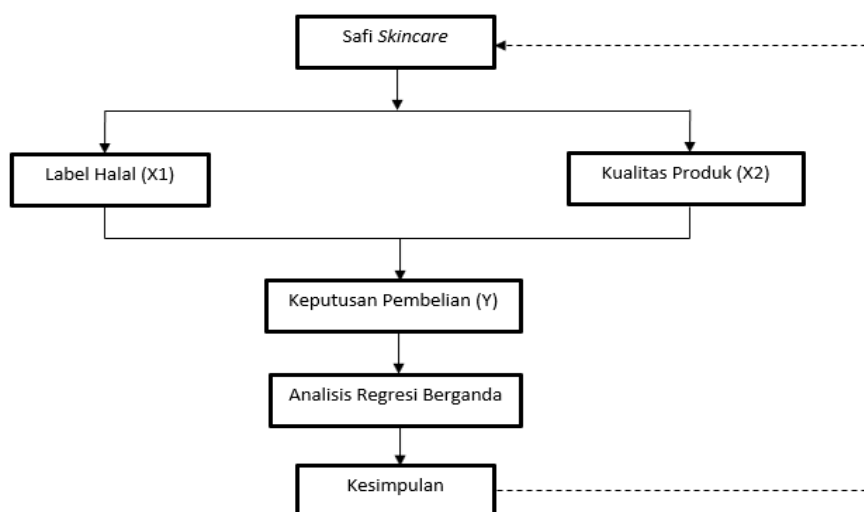 Safi Skincare
Label Halal (X1)
Kualitas Produk (X2)
Keputusan Pembelian (Y)
Analisis Regresi Berganda
Kesimpulan